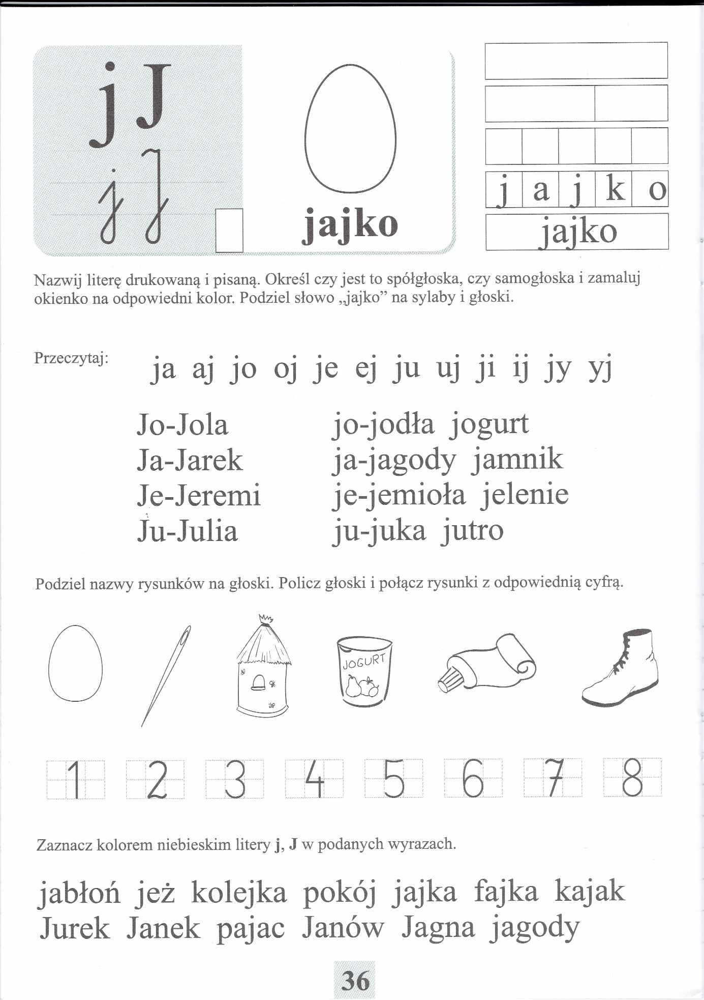 j J
j J
jajko
j a j k o
jajko
Nazwij literę drukowaną i pisaną. Określ czy jest to spółgłoska, czy samogłoska i zamaluj
okienko na odpowiedni kolor. Podziel słowo „jajko” na sylaby i głoski.
Przeczytaj:
ja aj jo oj je ej ju uj ji ij jy yj
Jo-Jola jo-jodła jogurt
Ja-Jarek ja-jagody jamnik
Je-Jeremi je-jemioła jelenie
Ju-Julia ju-juka jutro
Podziel nazwy rysunków na głoski. Policz głoski i połącz rysunki z odpowiednią cyfrą.
JOGURT
1 2 3 4 5 6 7 8
Zaznacz kolorem niebieskim litery j, J w podanych wyrazach.
jabłoń jeż kolejka pokój jajka fajka kajak
Jurek Janek pajac Janów Jagna jagody
36